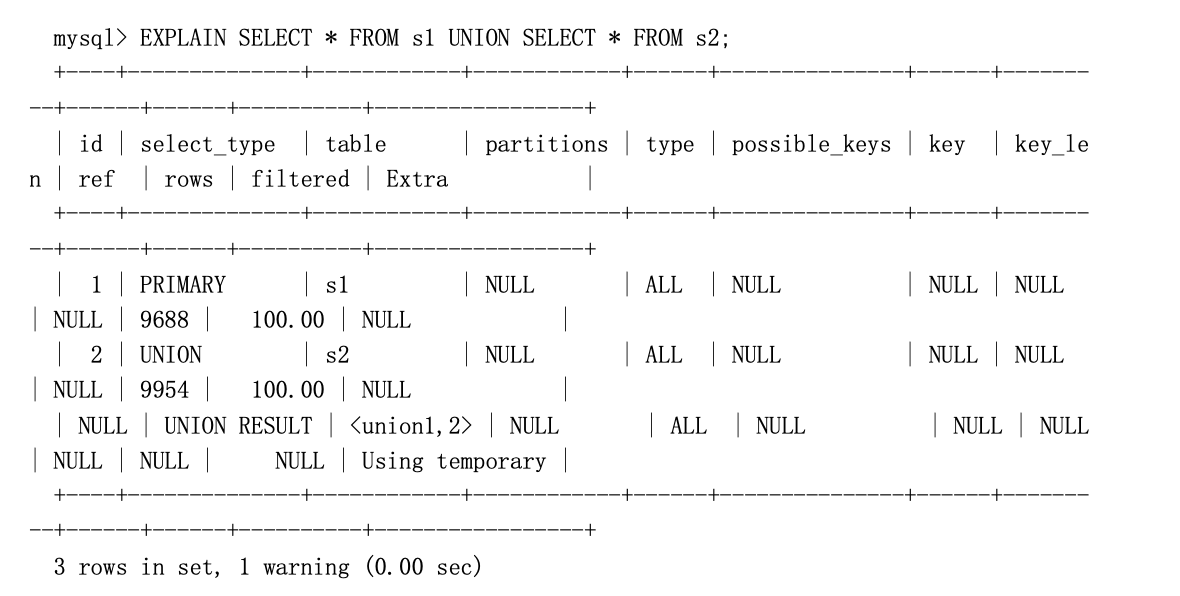 mysql> EXPLAIN SELECT * FROM s1 UNION SELECT * FROM s2;
+----+--------------+------------+------------+------+---------------+------+-------
--+------+------+----------+-----------------+
| id | select_type | table | partitions | type | possible_keys | key | key_le
n | ref | rows | filtered | Extra |
+----+--------------+------------+------------+------+---------------+------+-------
--+------+------+----------+-----------------+
| 1 | PRIMARY | s1 | NULL | ALL | NULL | NULL | NULL
| NULL | 9688 | 100.00 | NULL |
| 2 | UNION | s2 | NULL | ALL | NULL | NULL | NULL
| NULL | 9954 | 100.00 | NULL |
| NULL | UNION RESULT | <union1,2> | NULL | ALL | NULL | NULL | NULL
| NULL | NULL | NULL | Using temporary |
+----+--------------+------------+------------+------+---------------+------+-------
--+------+------+----------+-----------------+
3 rows in set, 1 warning (0.00 sec)